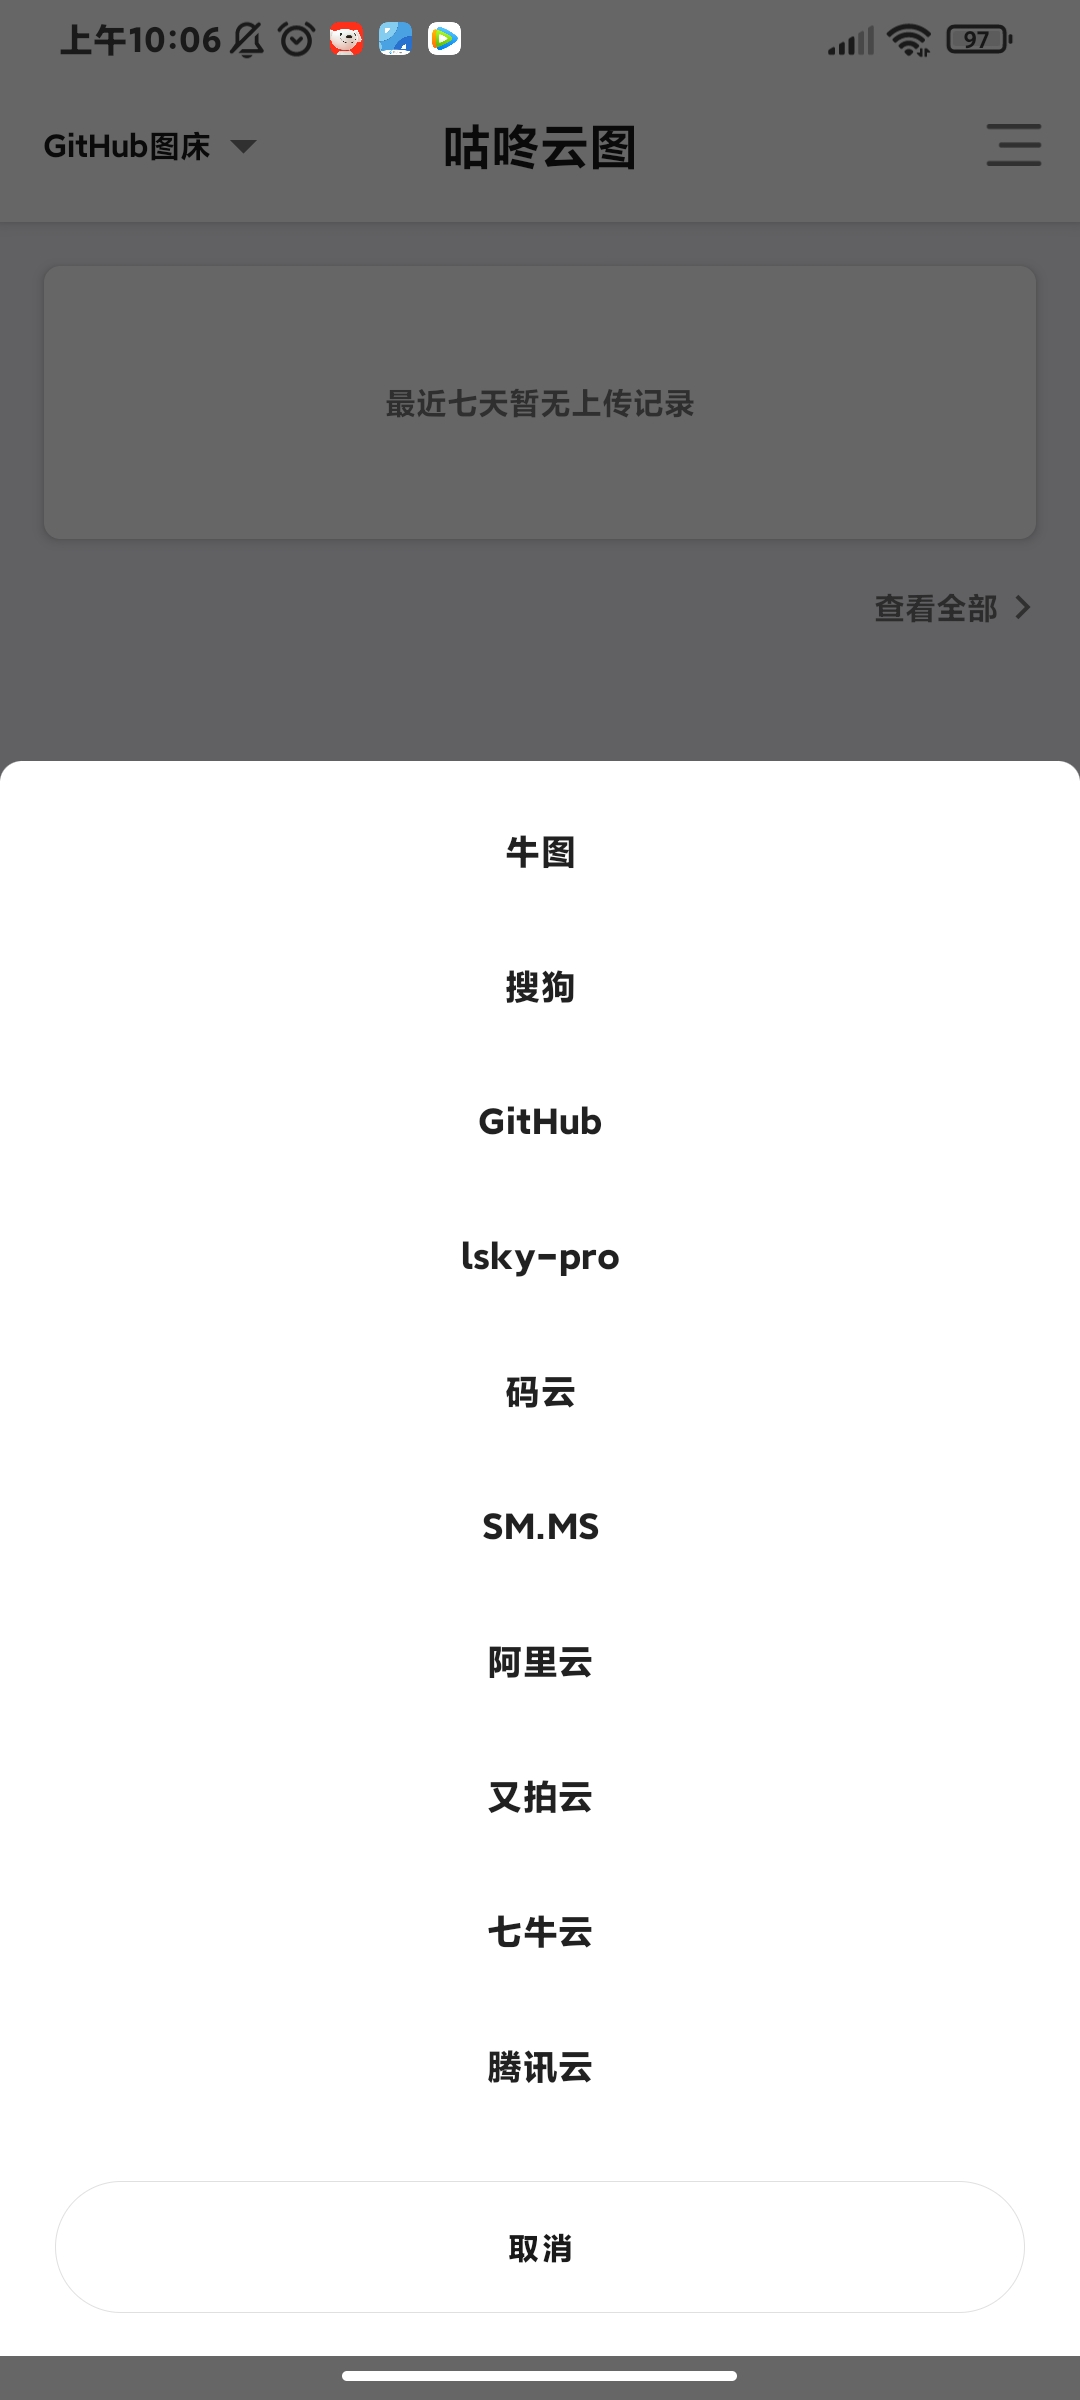 上午10:06
97
GitHub图床
咕咚云图
最近七天暂无上传记录
查看全部
牛图
搜狗
GitHub
lsky-pro
码云
SM.MS
阿里云
又拍云
七牛云
腾讯云
取消